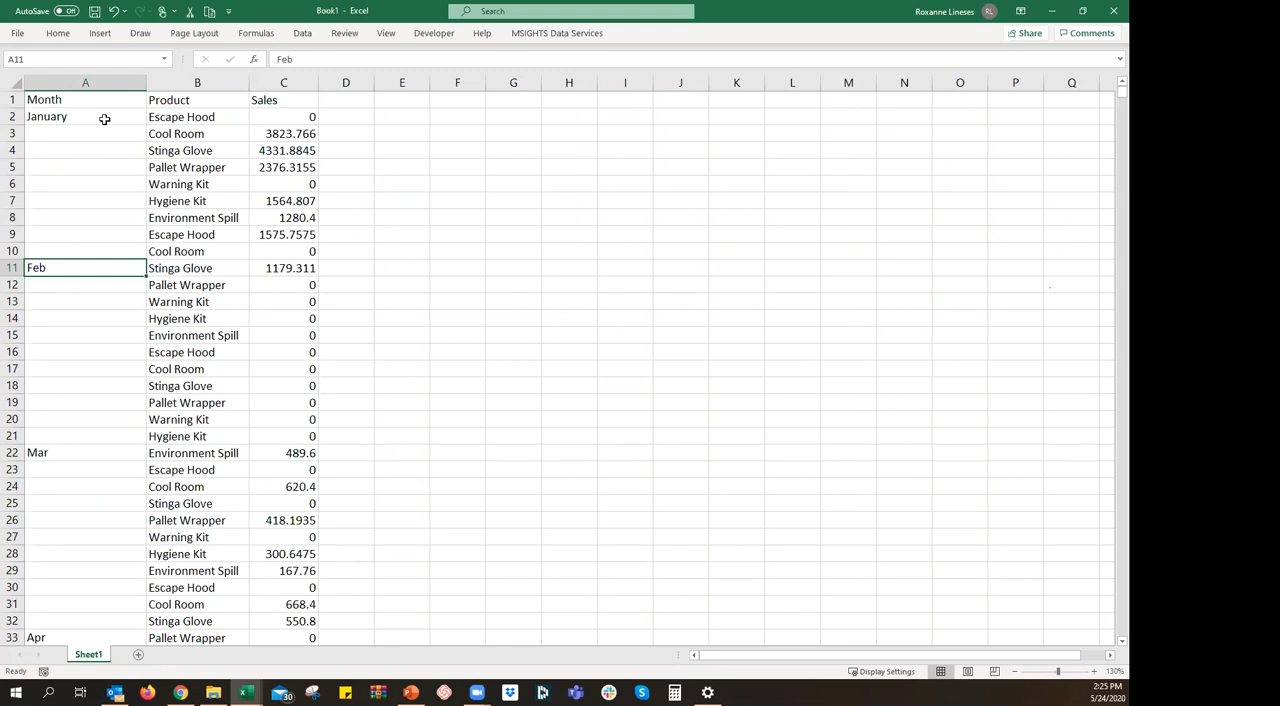 AutoSave Off Book1 - Excel Search Roxanne Lineses RL
File Home Insert Draw Page Layout Formulas Data Review View Developer Help MSIGHTS Data Services Share Comments
A11 fx Feb
A B C D E F G H I J K L M N O P Q
1 Month Product Sales
2 January Escape Hood 0
3 Cool Room 3823.766
4 Stinga Glove 4331.8845
5 Pallet Wrapper 2376.3155
6 Warning Kit 0
7 Hygiene Kit 1564.807
8 Environment Spill 1280.4
9 Escape Hood 1575.7575
10 Cool Room 0
11 Feb Stinga Glove 1179.311
12 Pallet Wrapper 0
13 Warning Kit 0
14 Hygiene Kit 0
15 Environment Spill 0
16 Escape Hood 0
17 Cool Room 0
18 Stinga Glove 0
19 Pallet Wrapper 0
20 Warning Kit 0
21 Hygiene Kit 0
22 Mar Environment Spill 489.6
23 Escape Hood 0
24 Cool Room 620.4
25 Stinga Glove 0
26 Pallet Wrapper 418.1935
27 Warning Kit 0
28 Hygiene Kit 300.6475
29 Environment Spill 167.76
30 Escape Hood 0
31 Cool Room 668.4
32 Stinga Glove 550.8
33 Apr Pallet Wrapper 0
Sheet1
Ready Display Settings 130%
30 2:25 PM
5/24/2020